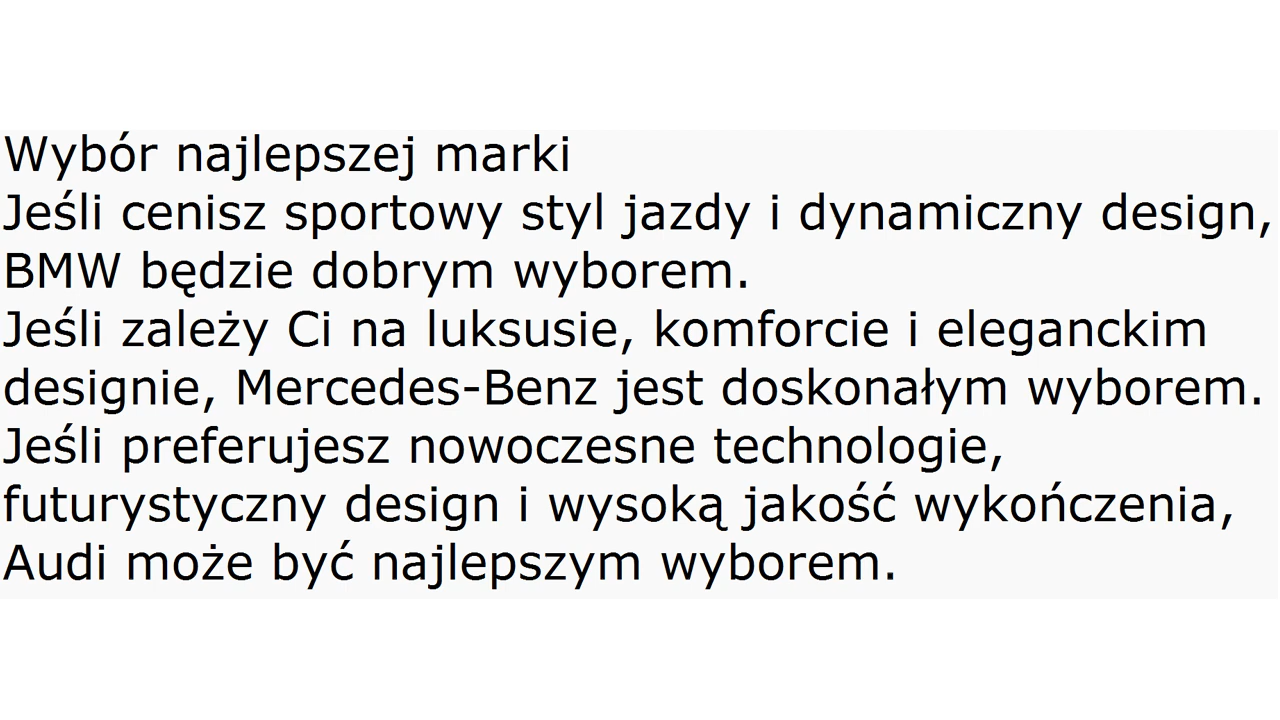 Wybór najlepszej marki
Jeśli cenisz sportowy styl jazdy i dynamiczny design,
BMW będzie dobrym wyborem.
Jeśli zależy Ci na luksusie, komforcie i eleganckim
designie, Mercedes-Benz jest doskonałym wyborem.
Jeśli preferujesz nowoczesne technologie,
futurystyczny design i wysoką jakość wykończenia,
Audi może być najlepszym wyborem.